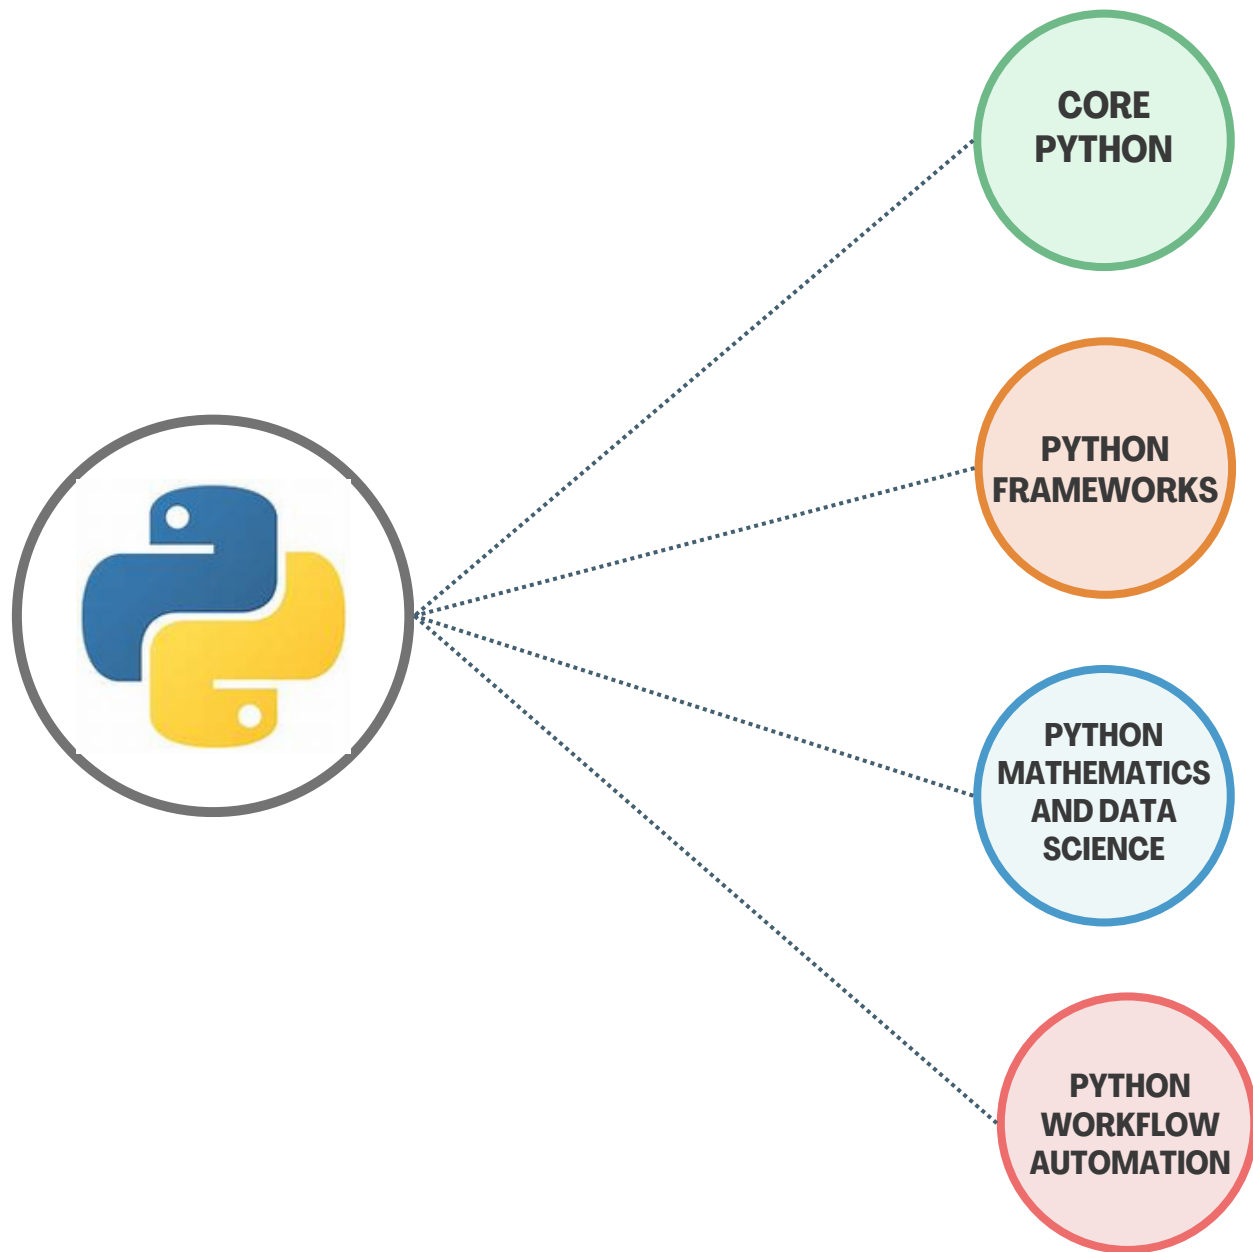 CORE
PYTHON
PYTHON
FRAMEWORKS
PYTHON
MATHEMATICS
AND DATA
SCIENCE
PYTHON
WORKFLOW
AUTOMATION